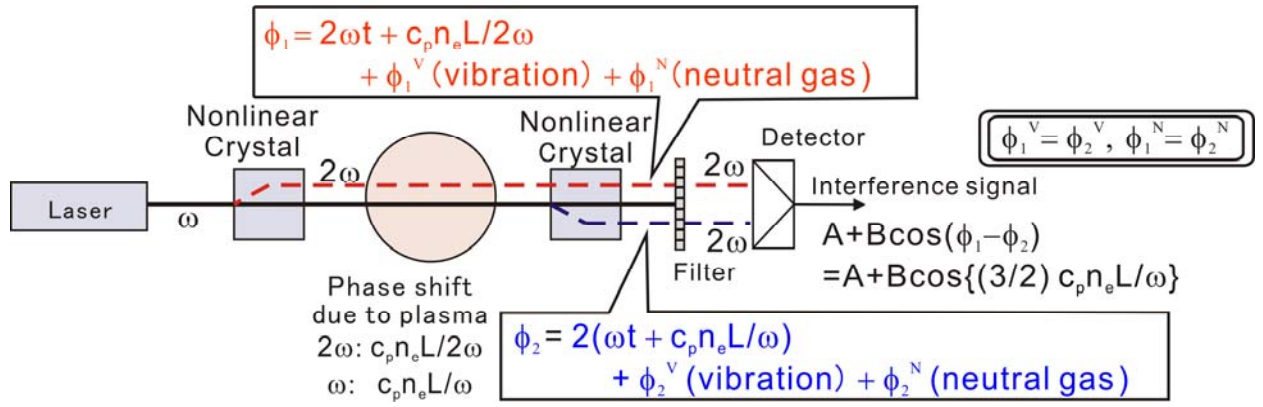 ϕ₁ = 2ωt + cₚnₑL/2ω
+ ϕ₁ⱽ (vibration) + ϕ₁ᴺ (neutral gas)
Nonlinear
Crystal
Nonlinear
Crystal
Detector
ϕ₁ⱽ = ϕ₂ⱽ, ϕ₁ᴺ = ϕ₂ᴺ
2ω
2ω
Laser
ω
Interference signal
2ω
Filter
A+Bcos(ϕ₁−ϕ₂)
=A+Bcos{(3/2) cₚnₑL/ω}
Phase shift
due to plasma
2ω: cₚnₑL/2ω
ω: cₚnₑL/ω
ϕ₂ = 2(ωt + cₚnₑL/ω)
+ ϕ₂ⱽ (vibration) + ϕ₂ᴺ (neutral gas)